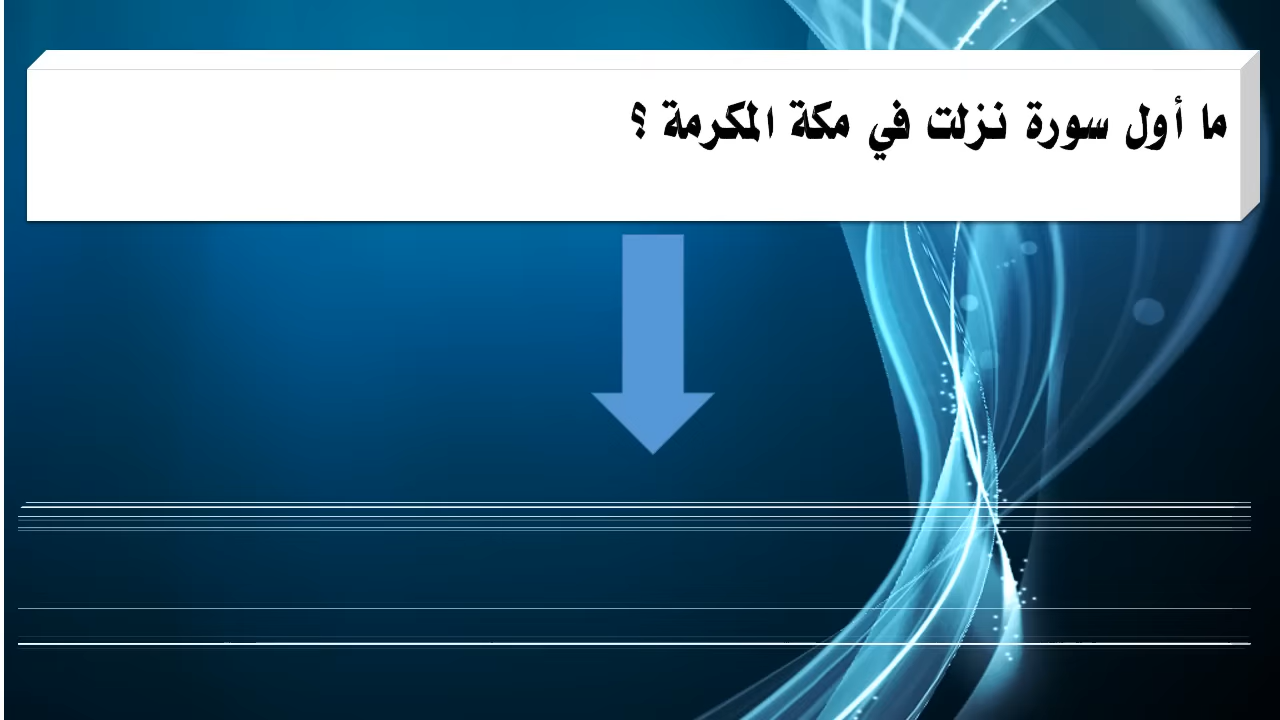 ما أول سورة نزلت في مكة المكرمة ؟